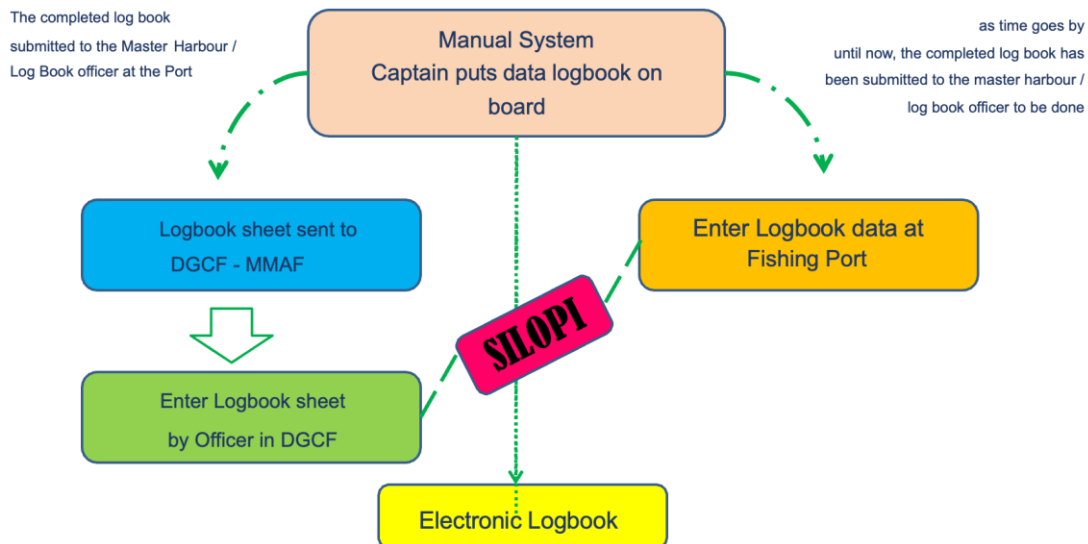 The completed log book
submitted to the Master Harbour /
Log Book officer at the Port
Manual System
Captain puts data logbook on
board
as time goes by
until now, the completed log book has
been submitted to the master harbour /
log book officer to be done
Logbook sheet sent to
DGCF - MMAF
Enter Logbook data at
Fishing Port
SILOPI
Enter Logbook sheet
by Officer in DGCF
Electronic Logbook